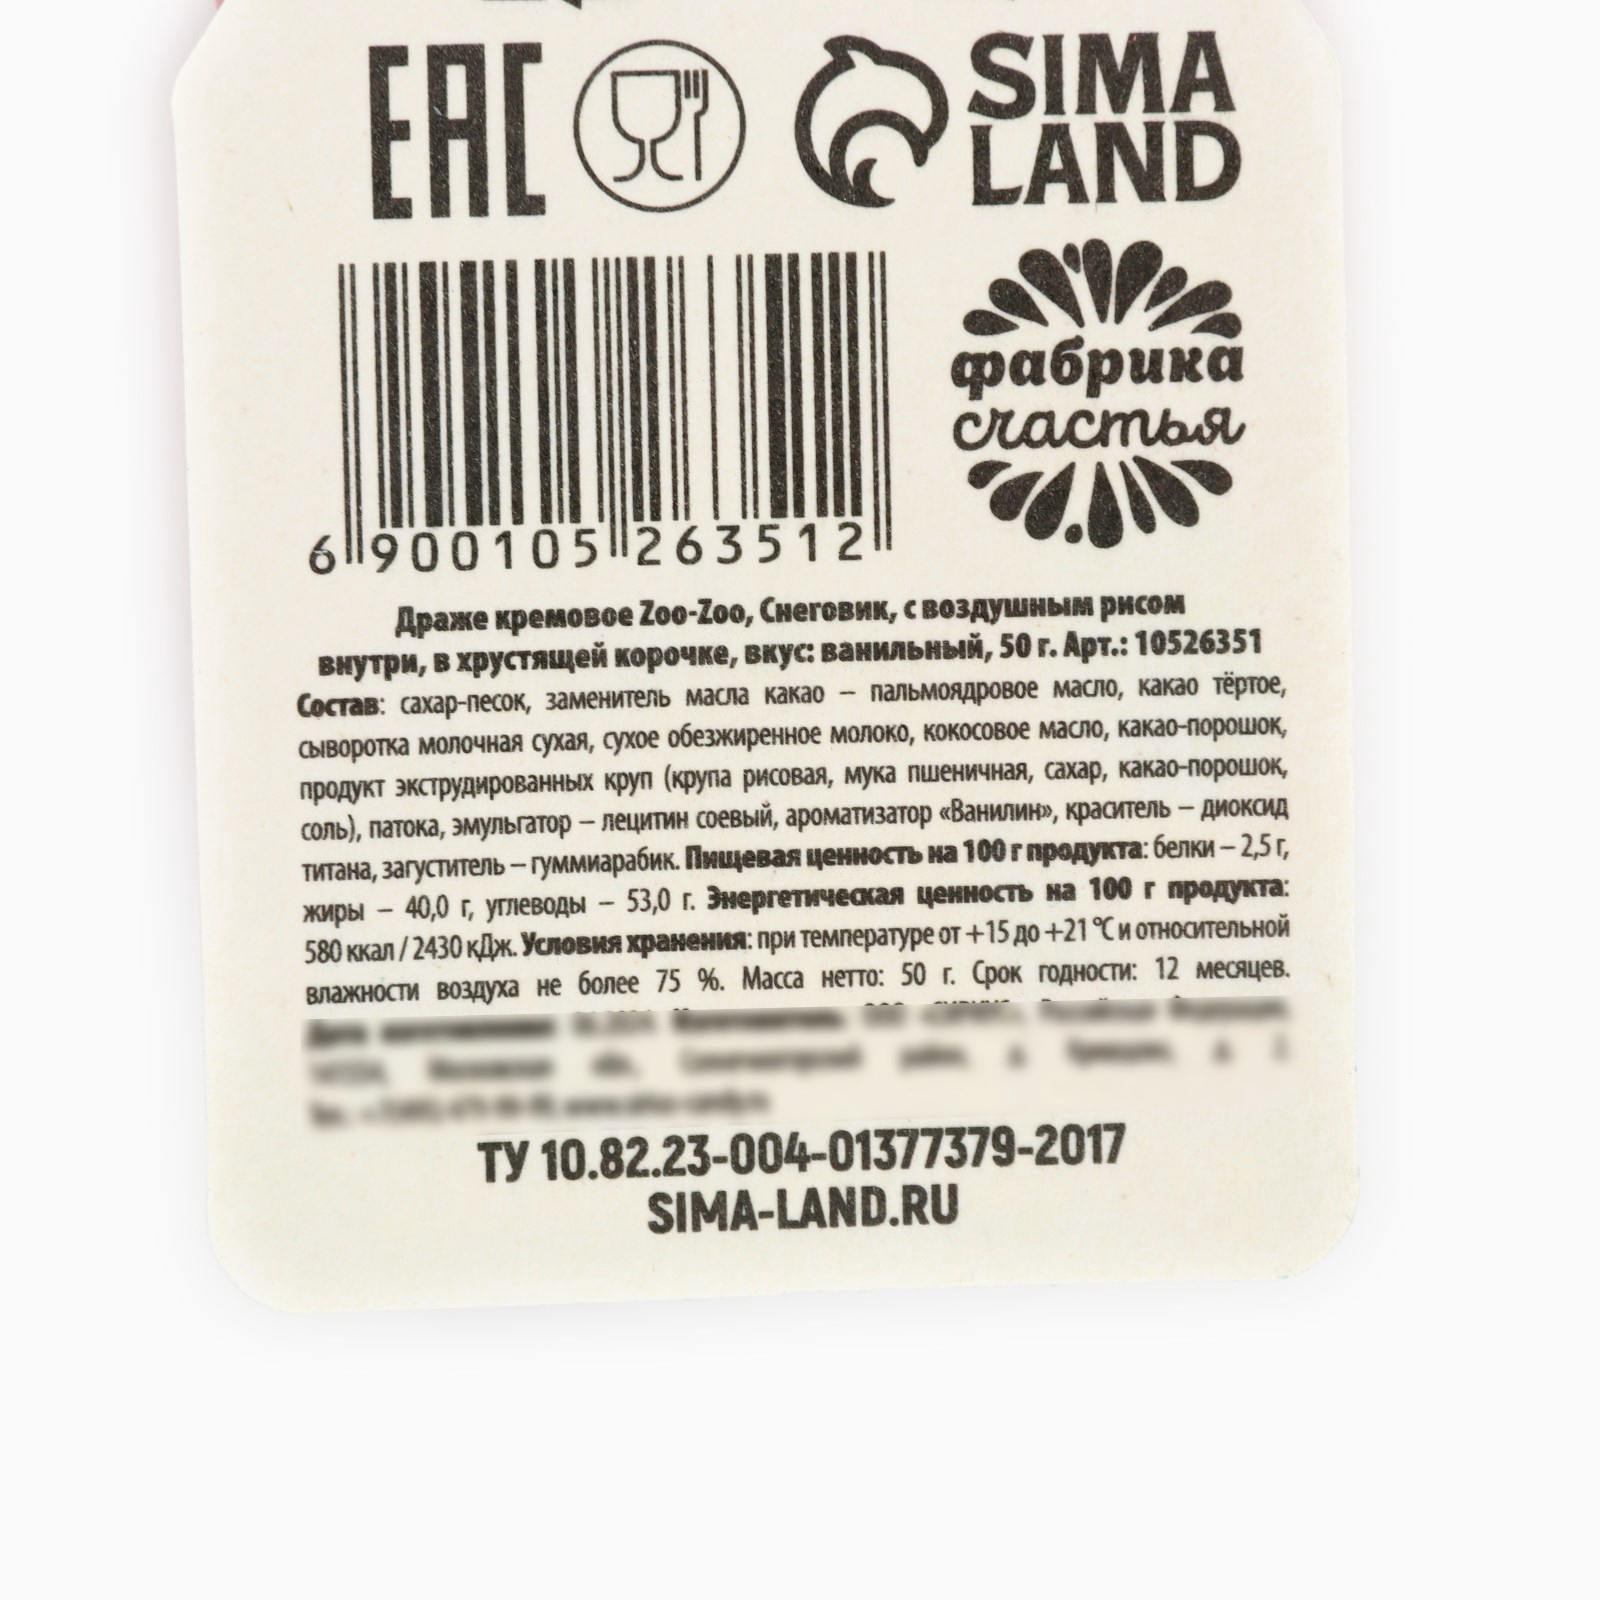 EAC
SIMA
LAND
фабрика
счастья
6 900105 263512
Драже кремовое Zoo-Zoo, Снеговик, с воздушным рисом
внутри, в хрустящей корочке, вкус: ванильный, 50 г. Арт.: 10526351
Состав: сахар-песок, заменитель масла какао – пальмоядровое масло, какао тёртое,
сыворотка молочная сухая, сухое обезжиренное молоко, кокосовое масло, какао-порошок,
продукт экструдированных круп (крупа рисовая, мука пшеничная, сахар, какао-порошок,
соль), патока, эмульгатор – лецитин соевый, ароматизатор «Ванилин», краситель – диоксид
титана, загуститель – гуммиарабик. Пищевая ценность на 100 г продукта: белки – 2,5 г,
жиры – 40,0 г, углеводы – 53,0 г. Энергетическая ценность на 100 г продукта:
580 ккал / 2430 кДж. Условия хранения: при температуре от +15 до +21 °С и относительной
влажности воздуха не более 75 %. Масса нетто: 50 г. Срок годности: 12 месяцев.
ТУ 10.82.23-004-01377379-2017
SIMA-LAND.RU